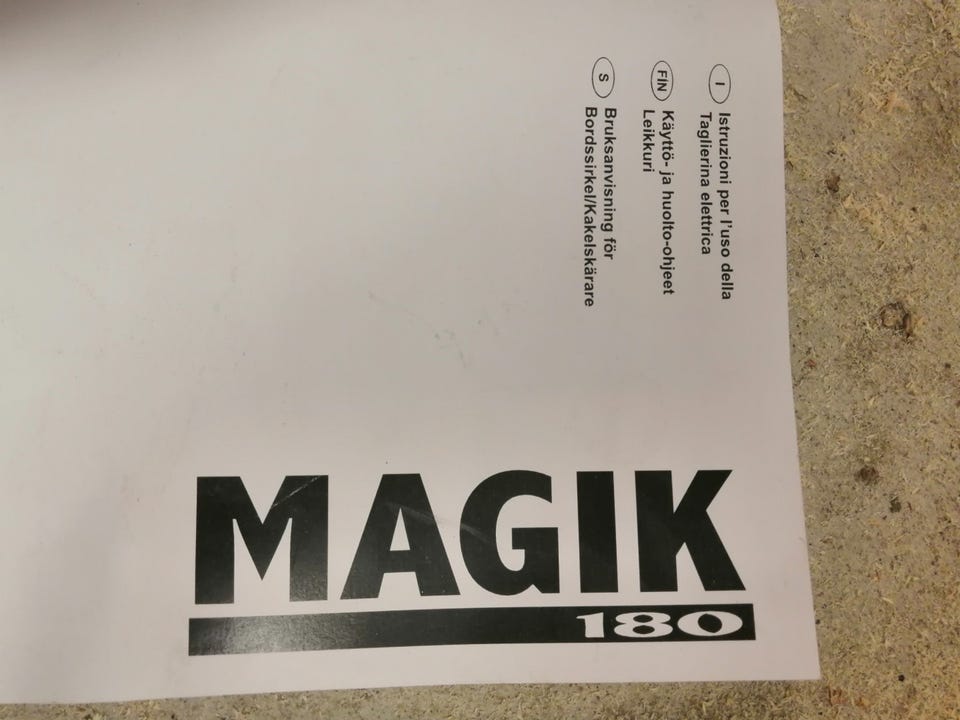 I
Istruzioni per l'uso della
Taglierina elettrica
FIN
Käyttö- ja huolto-ohjeet
Leikkuri
S
Bruksanvisning för
Bordssirkel/Kakelskärare
MAGIK
180